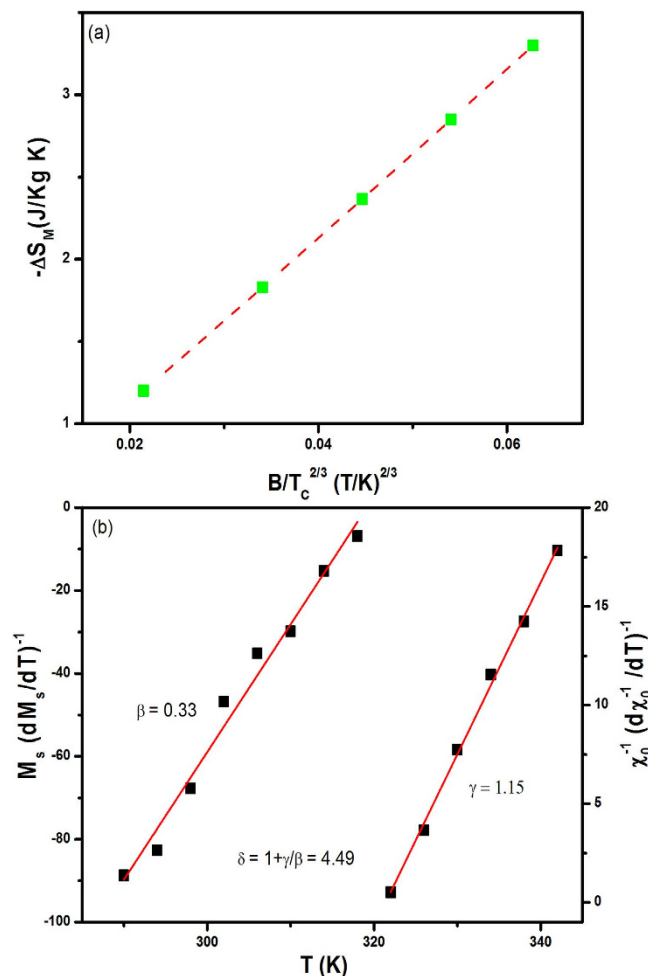 (a)
3
2
1
-ΔS_M(J/Kg K)
0.02 0.04 0.06
B/T_C^{2/3} (T/K)^{2/3}
(b)
0
-20
-40
-60
-80
-100
M_s (dM_s/dT)^{-1}
20
15
10
5
0
χ_0^{-1} (dχ_0^{-1}/dT)^{-1}
β = 0.33
γ = 1.15
δ = 1+γ/β = 4.49
300 320 340
T (K)